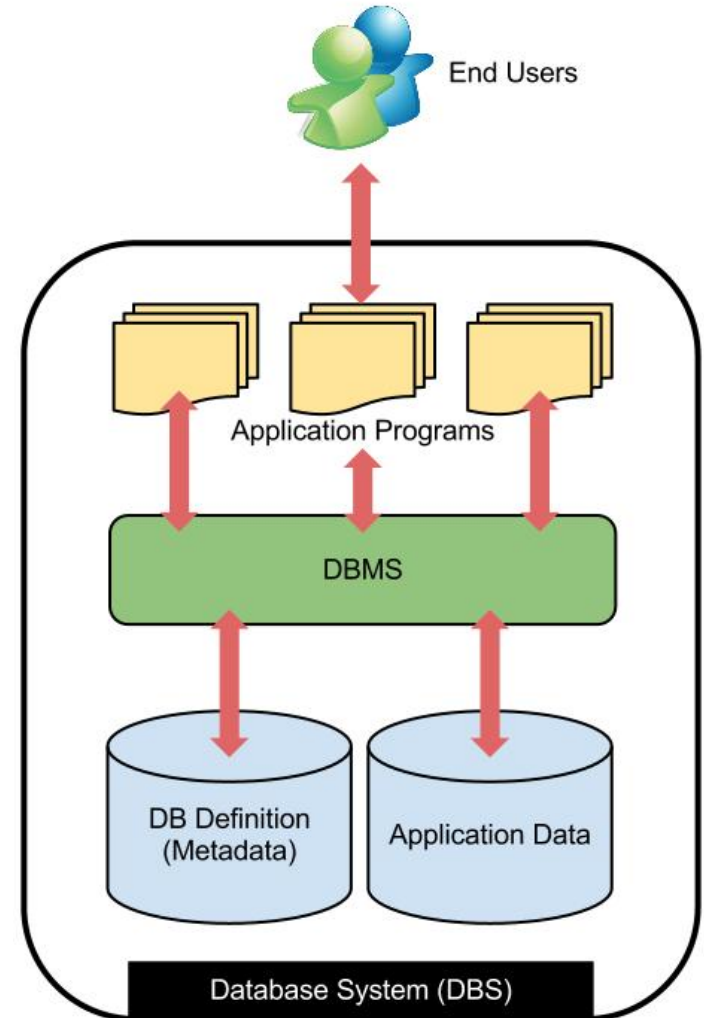 End Users
Application Programs
DBMS
DB Definition
(Metadata)
Application Data
Database System (DBS)